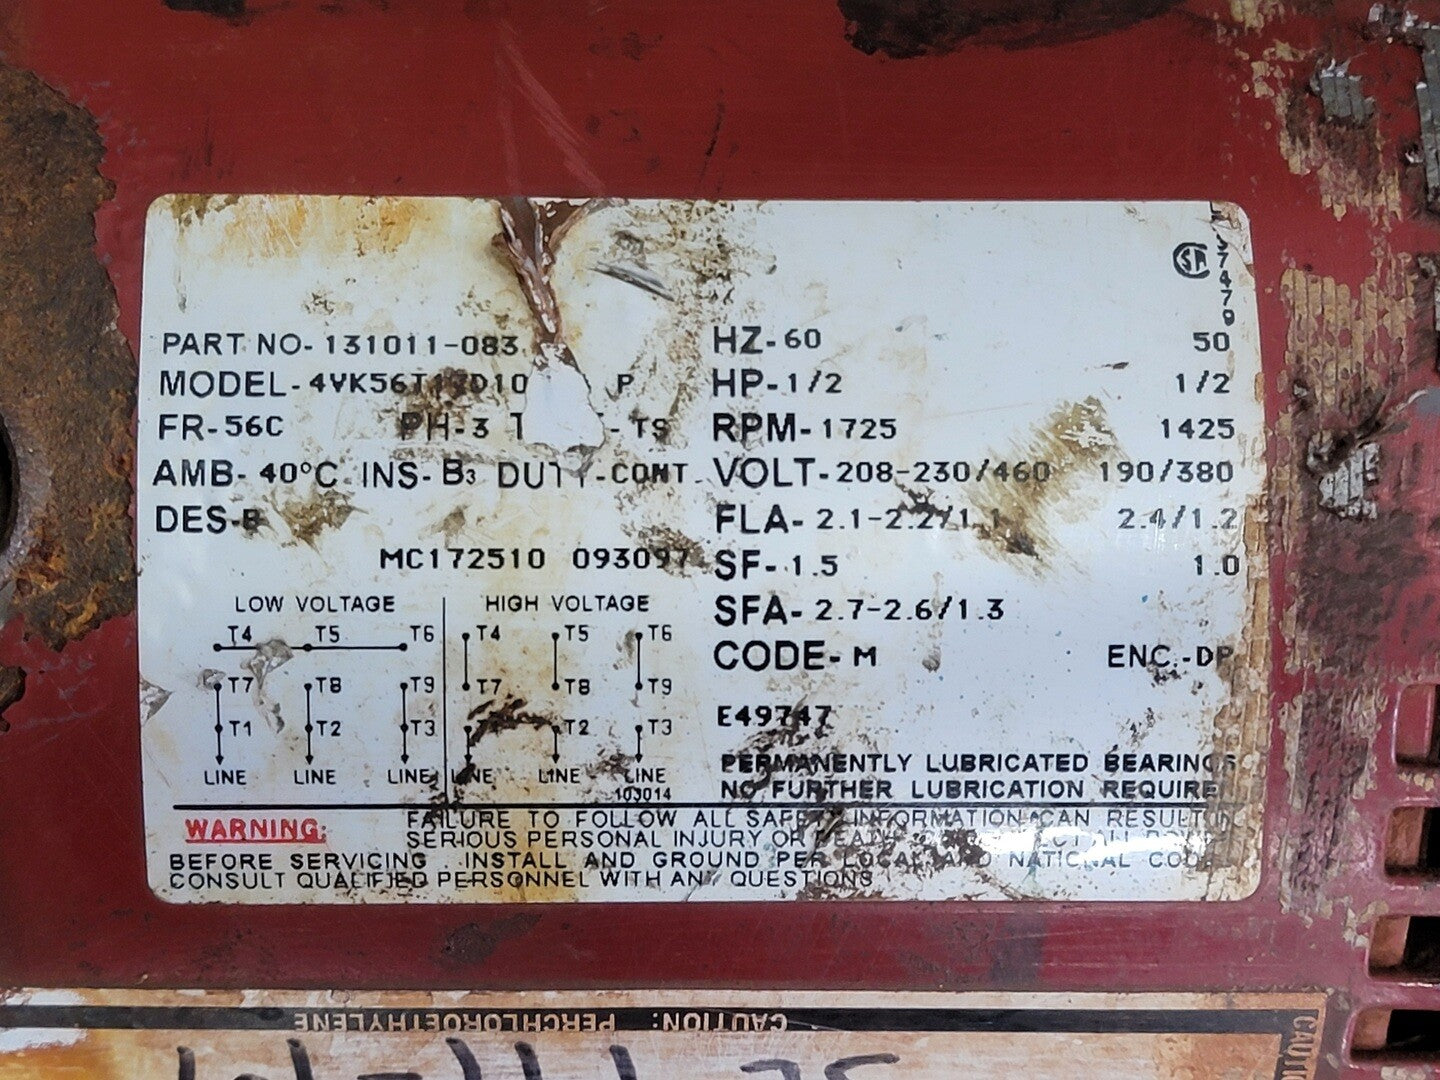 PART NO-131011-083 HZ-60 50
MODEL- P HP-1/2 1/2
FR-56C PH-3 -TS RPM-1725 1425
AMB-40°C INS-B3 DUTY-CONT. VOLT-208-230/460 190/380
DES-B FLA-2.1-2.2/1.1 2.4/1.2
MC172510 093097 SF-1.5 1.0
LOW VOLTAGE HIGH VOLTAGE SFA-2.7-2.6/1.3
T4 T5 T6 T4 T5 T6
CODE-M ENC.-DP
T7 T8 T9 T7 T8 T9
E49747
T1 T2 T3 T2 T3
LINE LINE LINE LINE LINE LINE
103014
PERMANENTLY LUBRICATED BEARINGS
NO FURTHER LUBRICATION
WARNING: FAILURE TO FOLLOW ALL SAFETY INFORMATION CAN RESULT IN
SERIOUS PERSONAL INJURY OR DEATH
BEFORE SERVICING. INSTALL AND GROUND PER LOCAL AND NATIONAL
CONSULT QUALIFIED PERSONNEL WITH ANY QUESTIONS
CAUTION: PERCHLOROETHYLENE